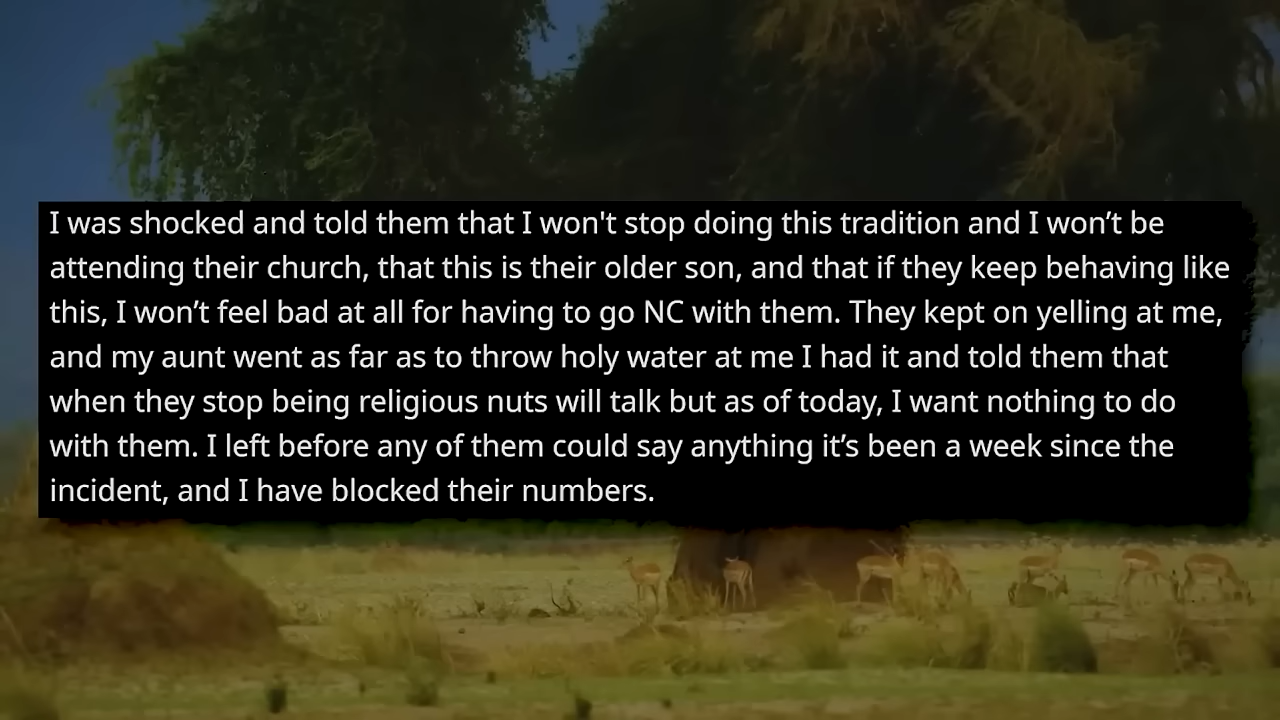 I was shocked and told them that I won't stop doing this tradition and I won’t be
attending their church, that this is their older son, and that if they keep behaving like
this, I won’t feel bad at all for having to go NC with them. They kept on yelling at me,
and my aunt went as far as to throw holy water at me I had it and told them that
when they stop being religious nuts will talk but as of today, I want nothing to do
with them. I left before any of them could say anything it’s been a week since the
incident, and I have blocked their numbers.